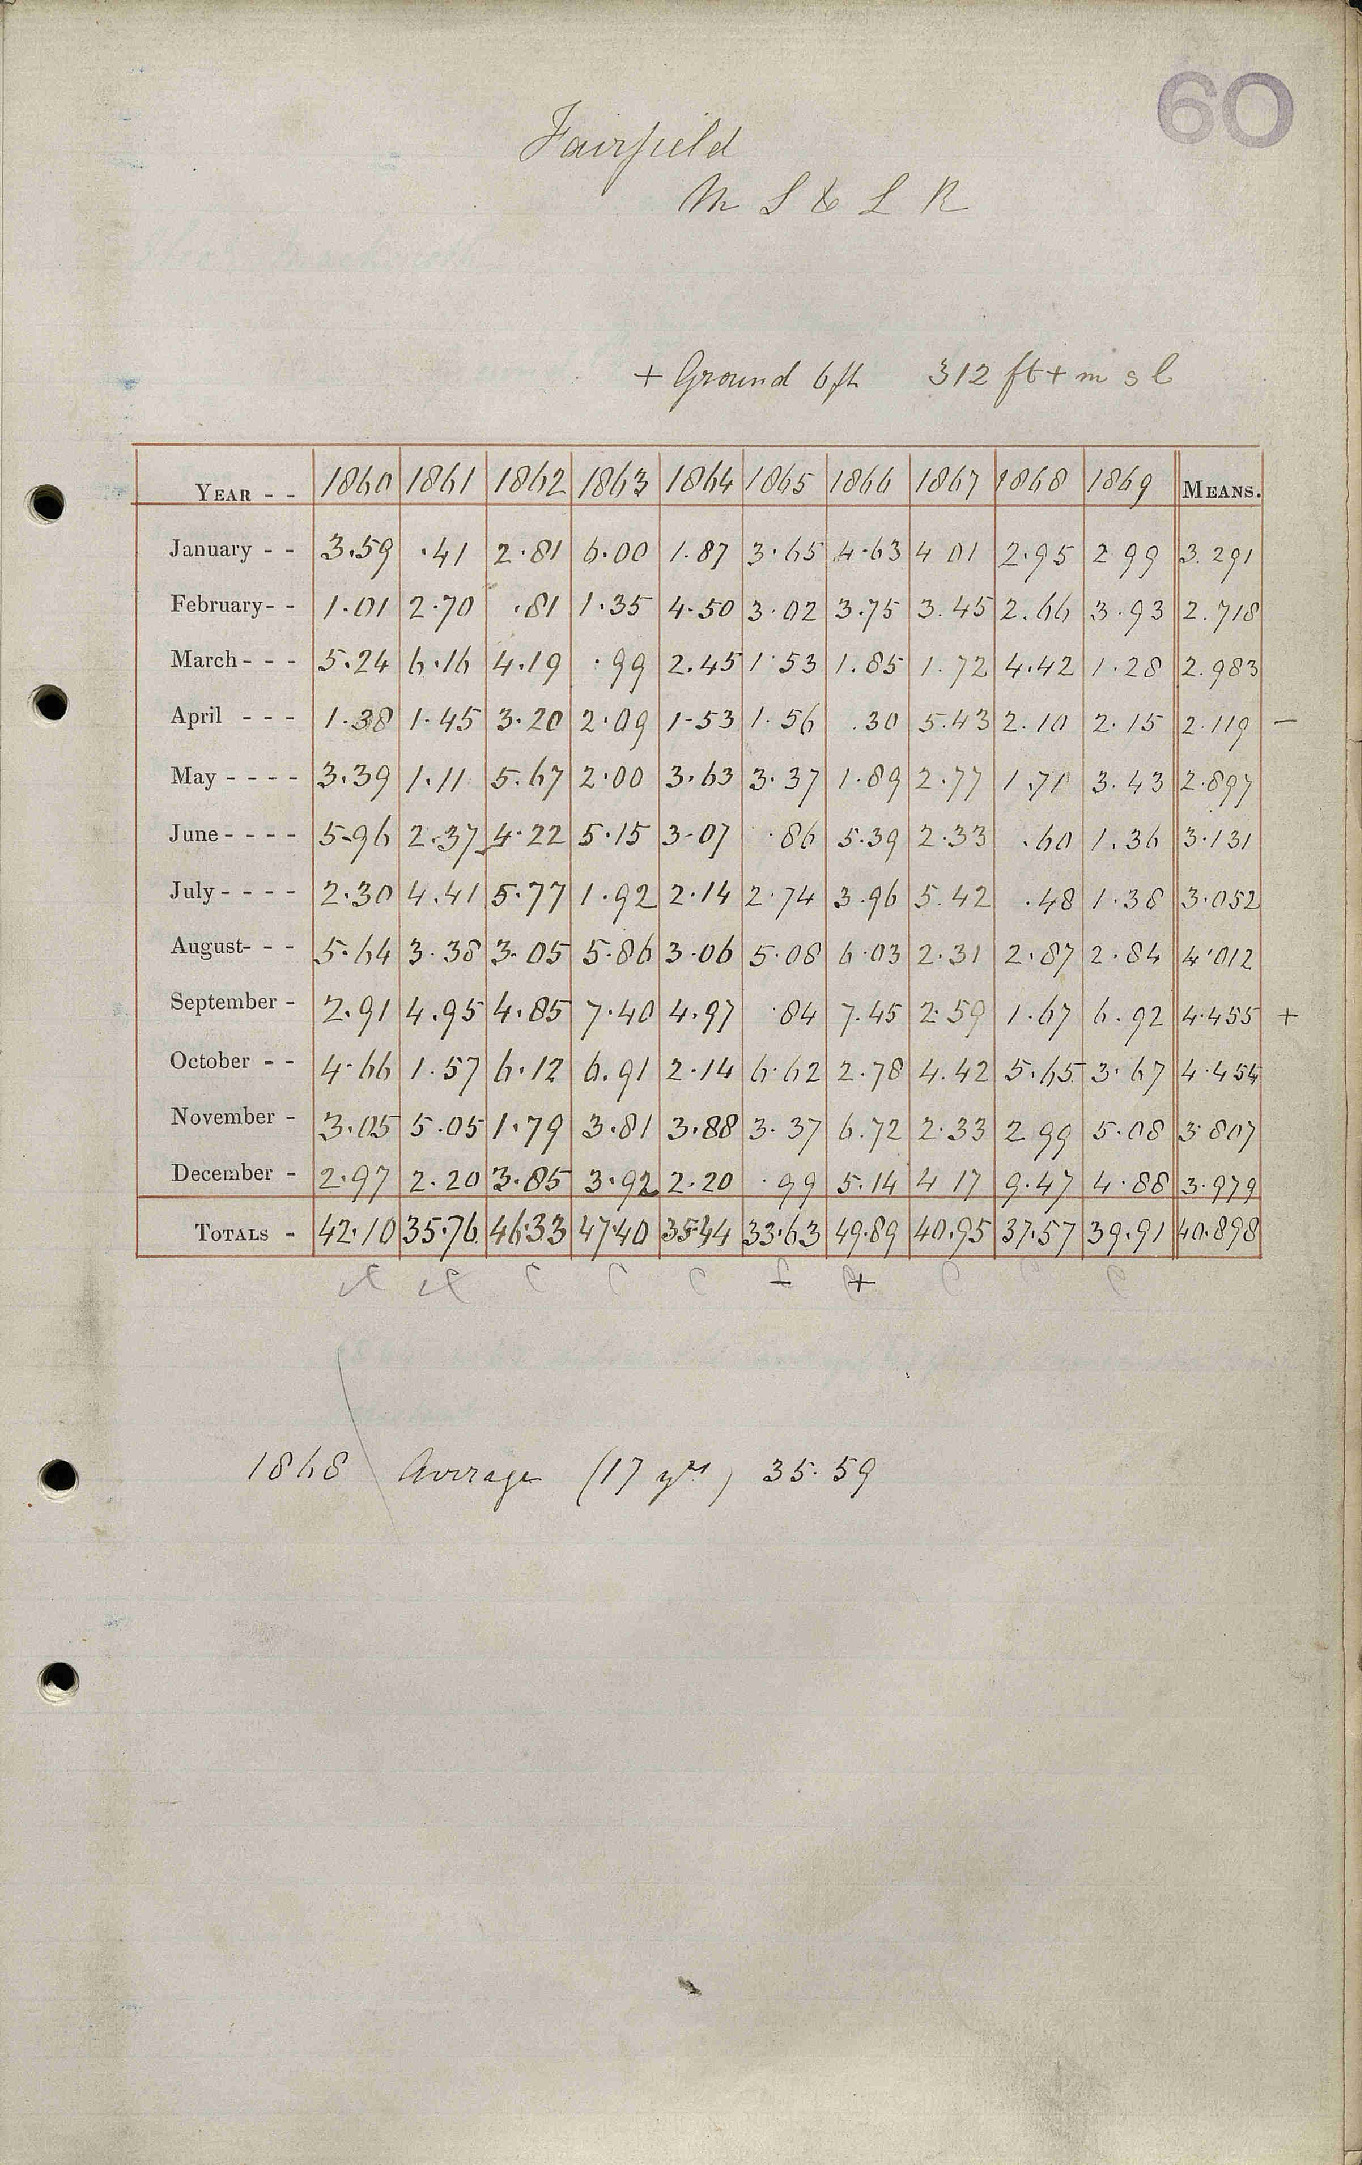 60
Fairfield
M S & L R
+ Ground 6 ft 312 ft + m s l
YEAR - - 1860 1861 1862 1863 1864 1865 1866 1867 1868 1869 MEANS.
January - - 3.59 .41 2.81 6.00 1.87 3.65 4.63 4 01 2.95 2 99 3.291
February - - 1.01 2.70 .81 1.35 4.50 3.02 3.75 3.45 2.66 3.93 2.718
March - - - 5.24 6.16 4.19 .99 2.45 1.53 1.85 1.72 4.42 1.28 2.983
April - - - 1.38 1.45 3.20 2.09 1.53 1.56 .30 5.43 2.10 2.15 2.119 –
May - - - - 3.39 1.11 5.67 2.00 3.63 3.37 1.89 2.77 1.71 3.43 2.897
June - - - - 5.96 2.37 4.22 5.15 3.07 .86 5.39 2.33 .60 1.36 3.131
July - - - - 2.30 4.41 5.77 1.92 2.14 2.74 3.96 5.42 .48 1.38 3.052
August - - - 5.64 3.38 3.05 5.86 3.06 5.08 6.03 2.31 2.87 2.84 4.012
September - 2.91 4.95 4.85 7.40 4.97 .84 7.45 2.59 1.67 6.92 4.455 +
October - - 4.66 1.57 6.12 6.91 2.14 6.62 2.78 4.42 5.65 3.67 4.454
November - 3.05 5.05 1.79 3.81 3.88 3.37 6.72 2.33 2 99 5.08 3.807
December - 2.97 2.20 3.85 3.92 2.20 .99 5.14 4 17 9.47 4.88 3.979
TOTALS - 42.10 35.76 46.33 47.40 35.44 33.63 49.89 40.95 37.57 39.91 40.898
– +
1868 Average (17 yrs) 35.59